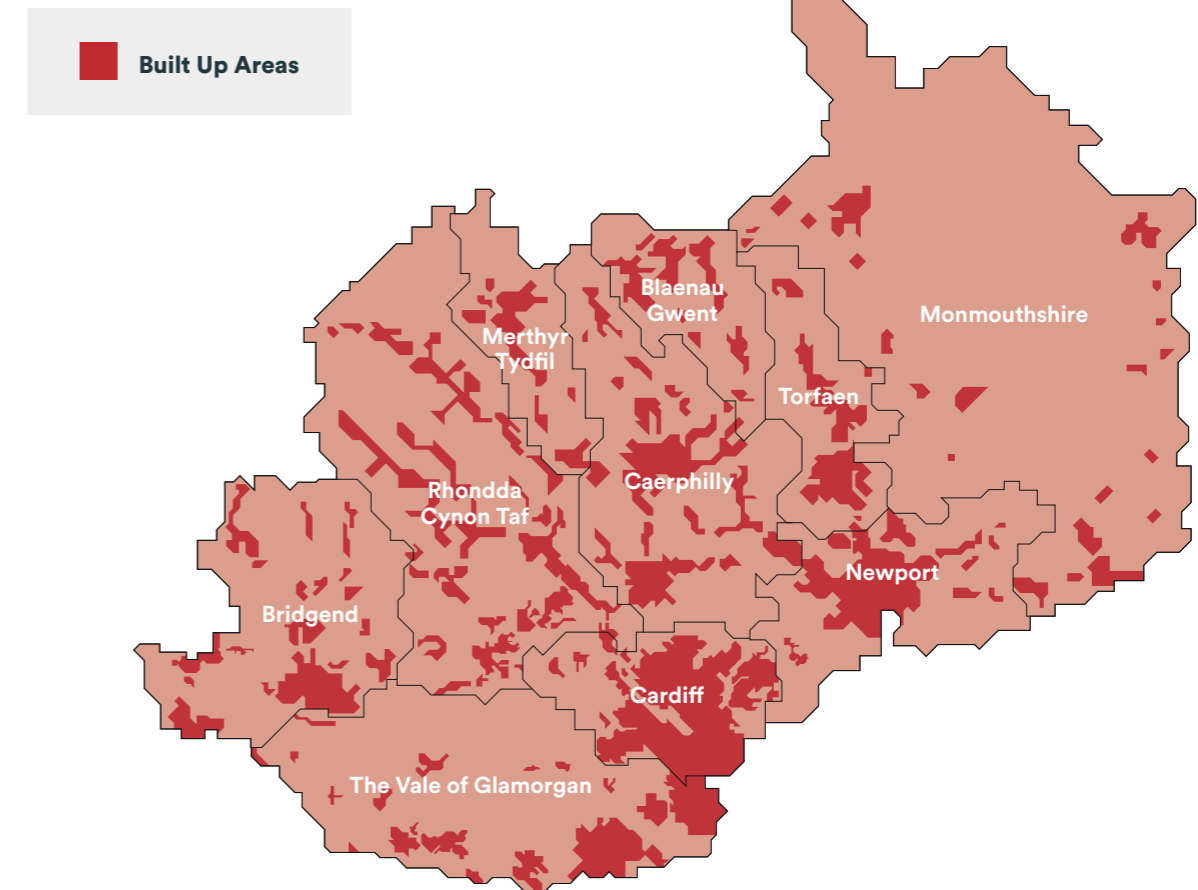 Built Up Areas
Blaenau
Gwent
Monmouthshire
Merthyr
Tydfil
Torfaen
Caerphilly
Rhondda
Cynon Taf
Newport
Bridgend
Cardiff
The Vale of Glamorgan